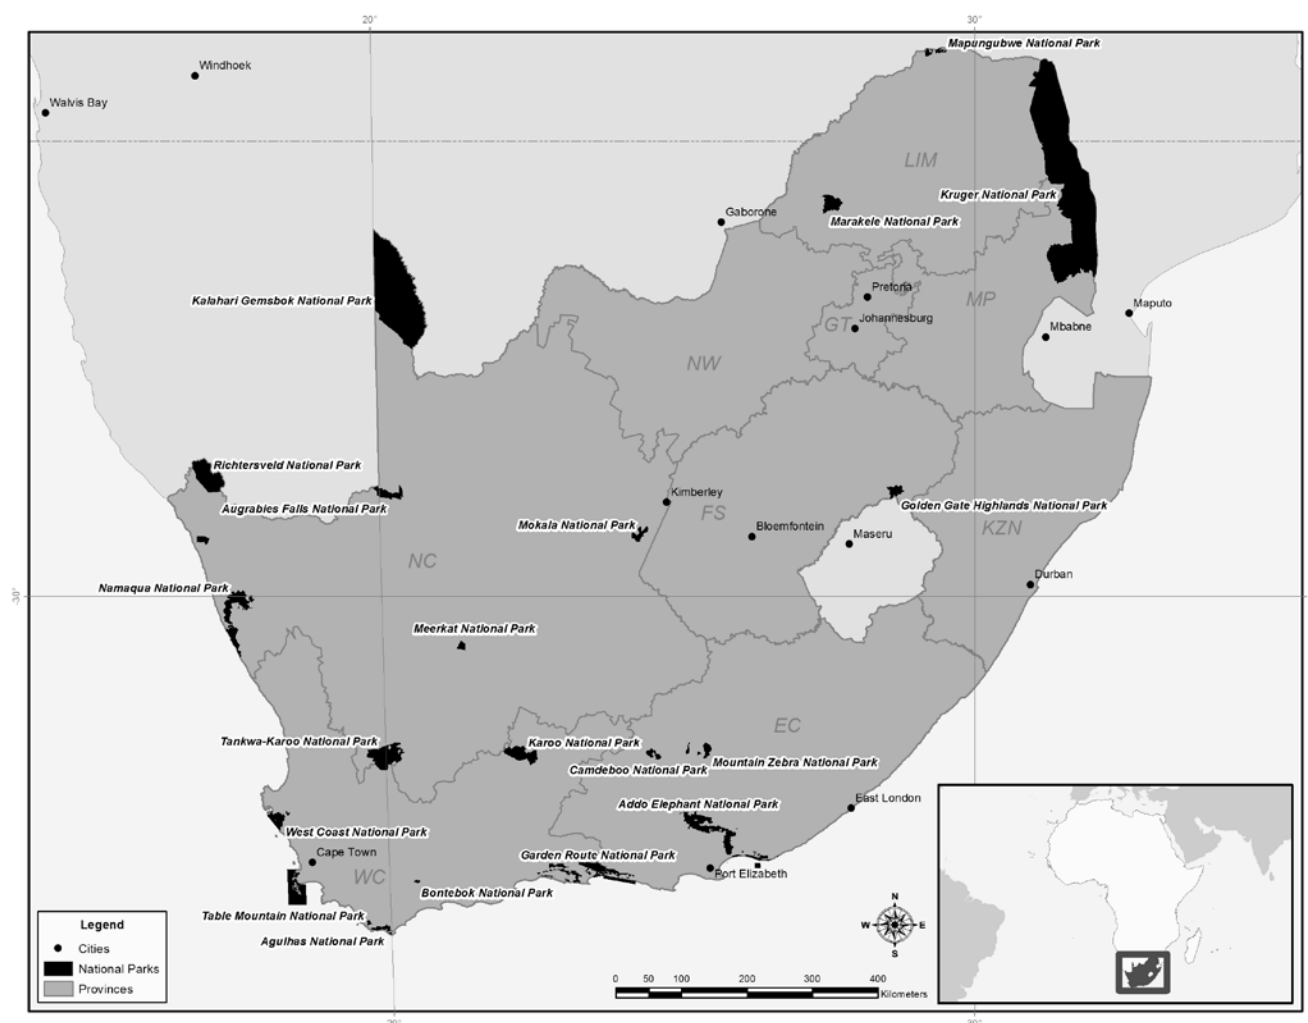 20°
30°
Mapungubwe National Park
Windhoek
Walvis Bay
LIM
Kruger National Park
Gaborone
Marakele National Park
Kalahari Gemsbok National Park
Pretoria
MP
Maputo
GT
Johannesburg
Mbabne
NW
Richtersveld National Park
Augrabies Falls National Park
Kimberley
Golden Gate Highlands National Park
FS
Mokala National Park
Bloemfontein
Maseru
KZN
NC
Durban
Namaqua National Park
-30°
Meerkat National Park
EC
Tankwa-Karoo National Park
Karoo National Park
Mountain Zebra National Park
Camdeboo National Park
East London
Addo Elephant National Park
West Coast National Park
Cape Town
Garden Route National Park
Port Elizabeth
WC
Bontebok National Park
Table Mountain National Park
Agulhas National Park
N
W
E
S
Legend
Cities
National Parks
Provinces
0 50 100 200 300 400
Kilometers